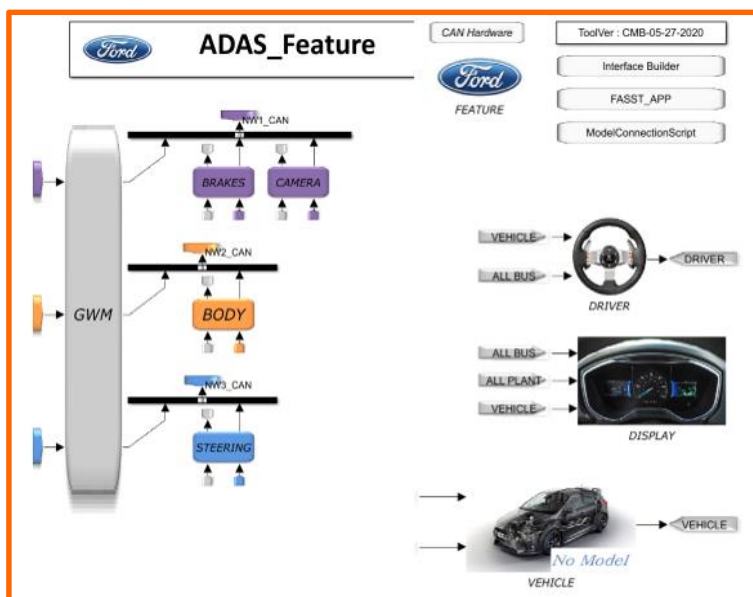 Ford
ADAS_Feature
CAN Hardware
Ford
FEATURE
ToolVer : CMB-05-27-2020
Interface Builder
FASST_APP
ModelConnectionScript
NW1_CAN
BRAKES
CAMERA
NW2_CAN
GWM
BODY
NW3_CAN
STEERING
VEHICLE
ALL BUS
DRIVER
DRIVER
ALL BUS
ALL PLANT
VEHICLE
DISPLAY
VEHICLE
No Model
VEHICLE